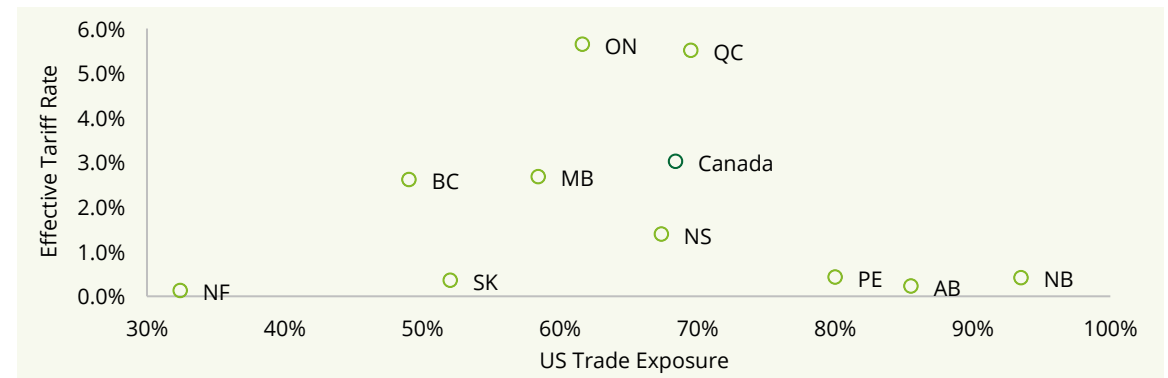 6.0%
5.0%
4.0%
3.0%
2.0%
1.0%
0.0%
Effective Tariff Rate
ON
QC
Canada
BC
MB
NS
NF
SK
PE
AB
NB
30%
40%
50%
60%
70%
80%
90%
100%
US Trade Exposure